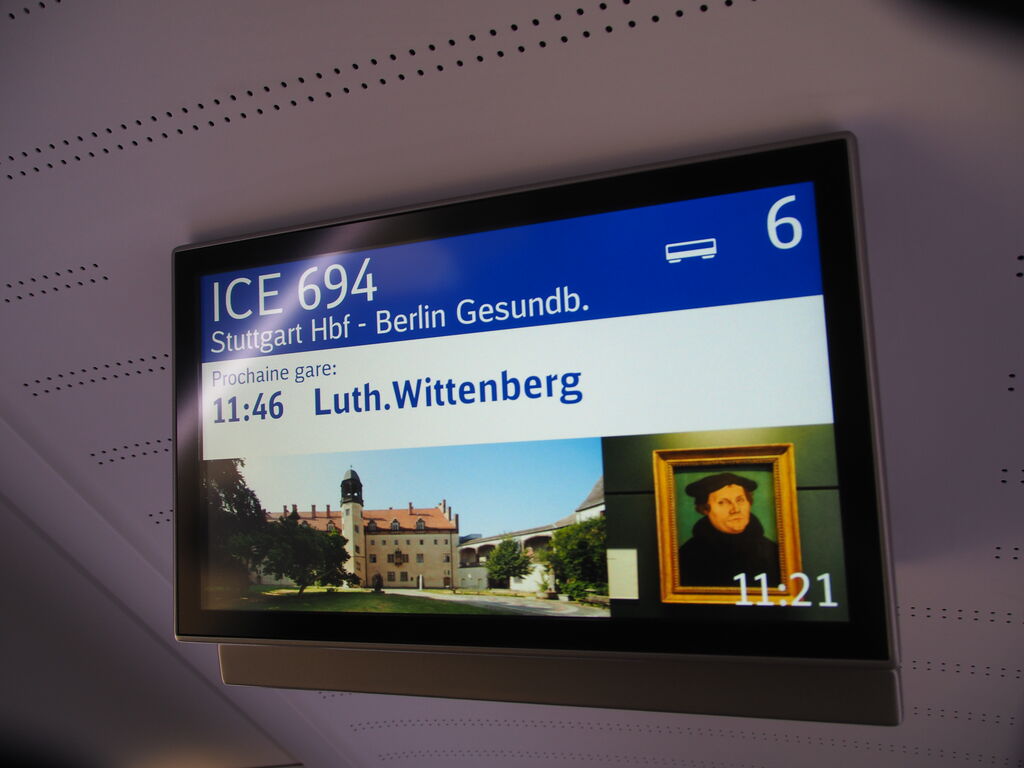 ICE 694
6
Stuttgart Hbf - Berlin Gesundb.
Prochaine gare:
11:46 Luth.Wittenberg
11:21